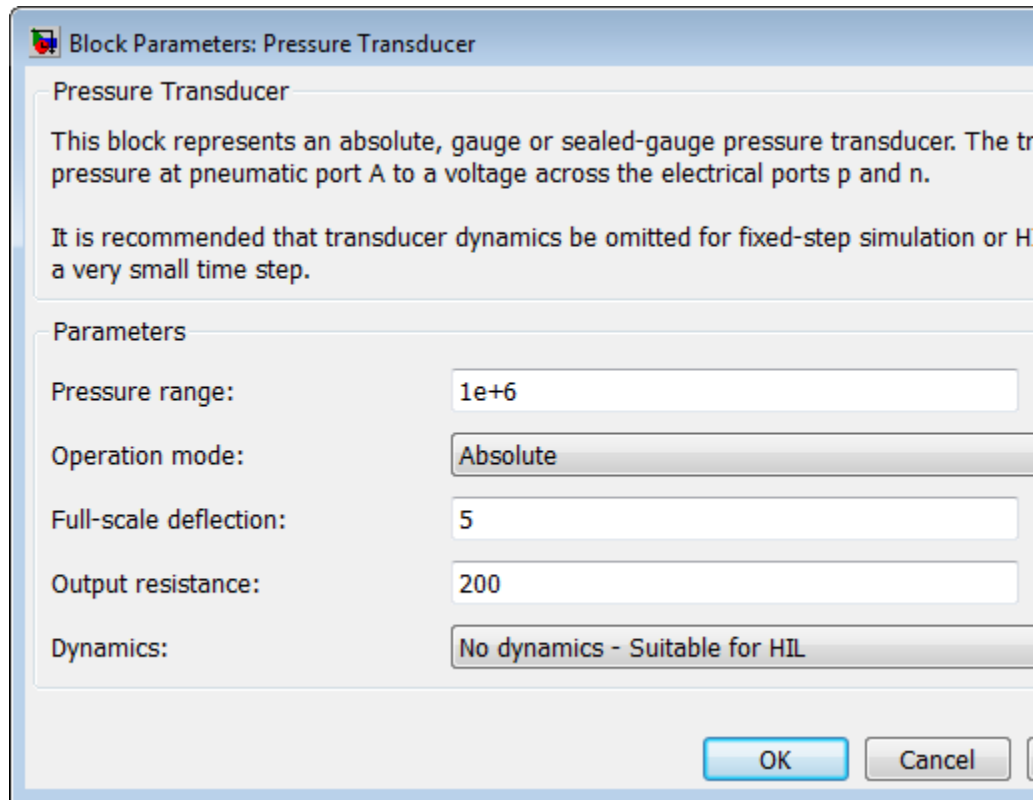 Block Parameters: Pressure Transducer
Pressure Transducer
This block represents an absolute, gauge or sealed-gauge pressure transducer. The
pressure at pneumatic port A to a voltage across the electrical ports p and n.
It is recommended that transducer dynamics be omitted for fixed-step simulation or
a very small time step.
Parameters
Pressure range: 1e+6
Operation mode: Absolute
Full-scale deflection: 5
Output resistance: 200
Dynamics: No dynamics - Suitable for HIL
OK Cancel